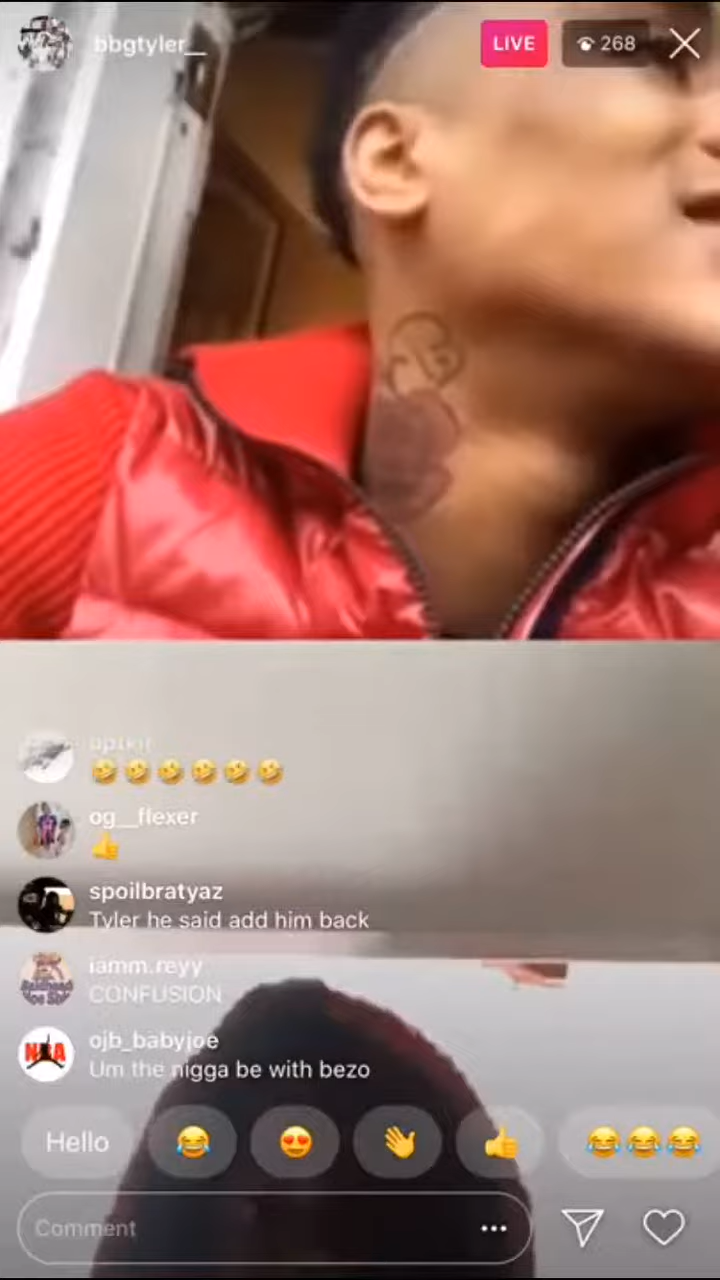 bbgtyler__
LIVE
268
og__flexer
spoilbratyaz
Tyler he said add him back
iamm.reyy
CONFUSION
ojb_babyjoe
Um the nigga be with bezo
Hello
Comment